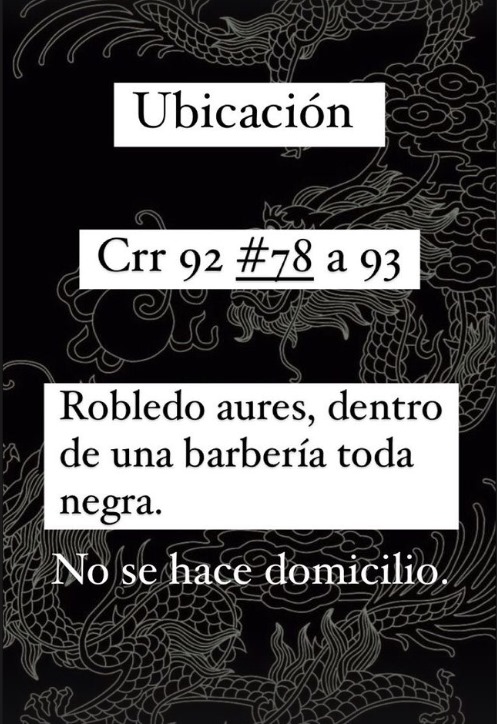 Ubicación
Crr 92 #78 a 93
Robledo aures, dentro
de una barbería toda
negra.
No se hace domicilio.